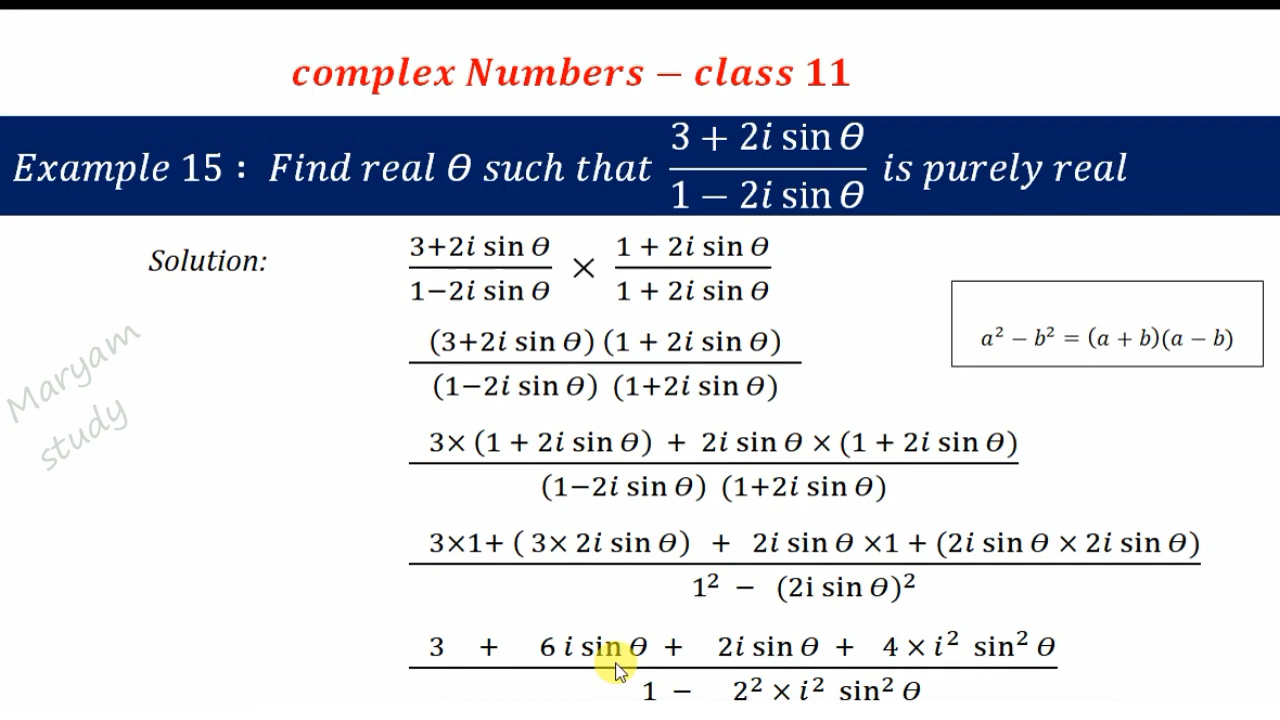 complex Numbers − class 11
Example 15 : Find real θ such that (3 + 2i sin θ)/(1 − 2i sin θ) is purely real
Solution:
3+2i sin θ / 1−2i sin θ × 1 + 2i sin θ / 1 + 2i sin θ
a² − b² = (a + b)(a − b)
(3+2i sin θ) (1 + 2i sin θ)
(1−2i sin θ) (1+2i sin θ)
Maryam
study
3× (1 + 2i sin θ) + 2i sin θ × (1 + 2i sin θ)
(1−2i sin θ) (1+2i sin θ)
3×1+ ( 3× 2i sin θ) + 2i sin θ ×1 + (2i sin θ × 2i sin θ)
1² − (2i sin θ)²
3 + 6 i sin θ + 2i sin θ + 4 × i² sin² θ
1 − 2² × i² sin² θ